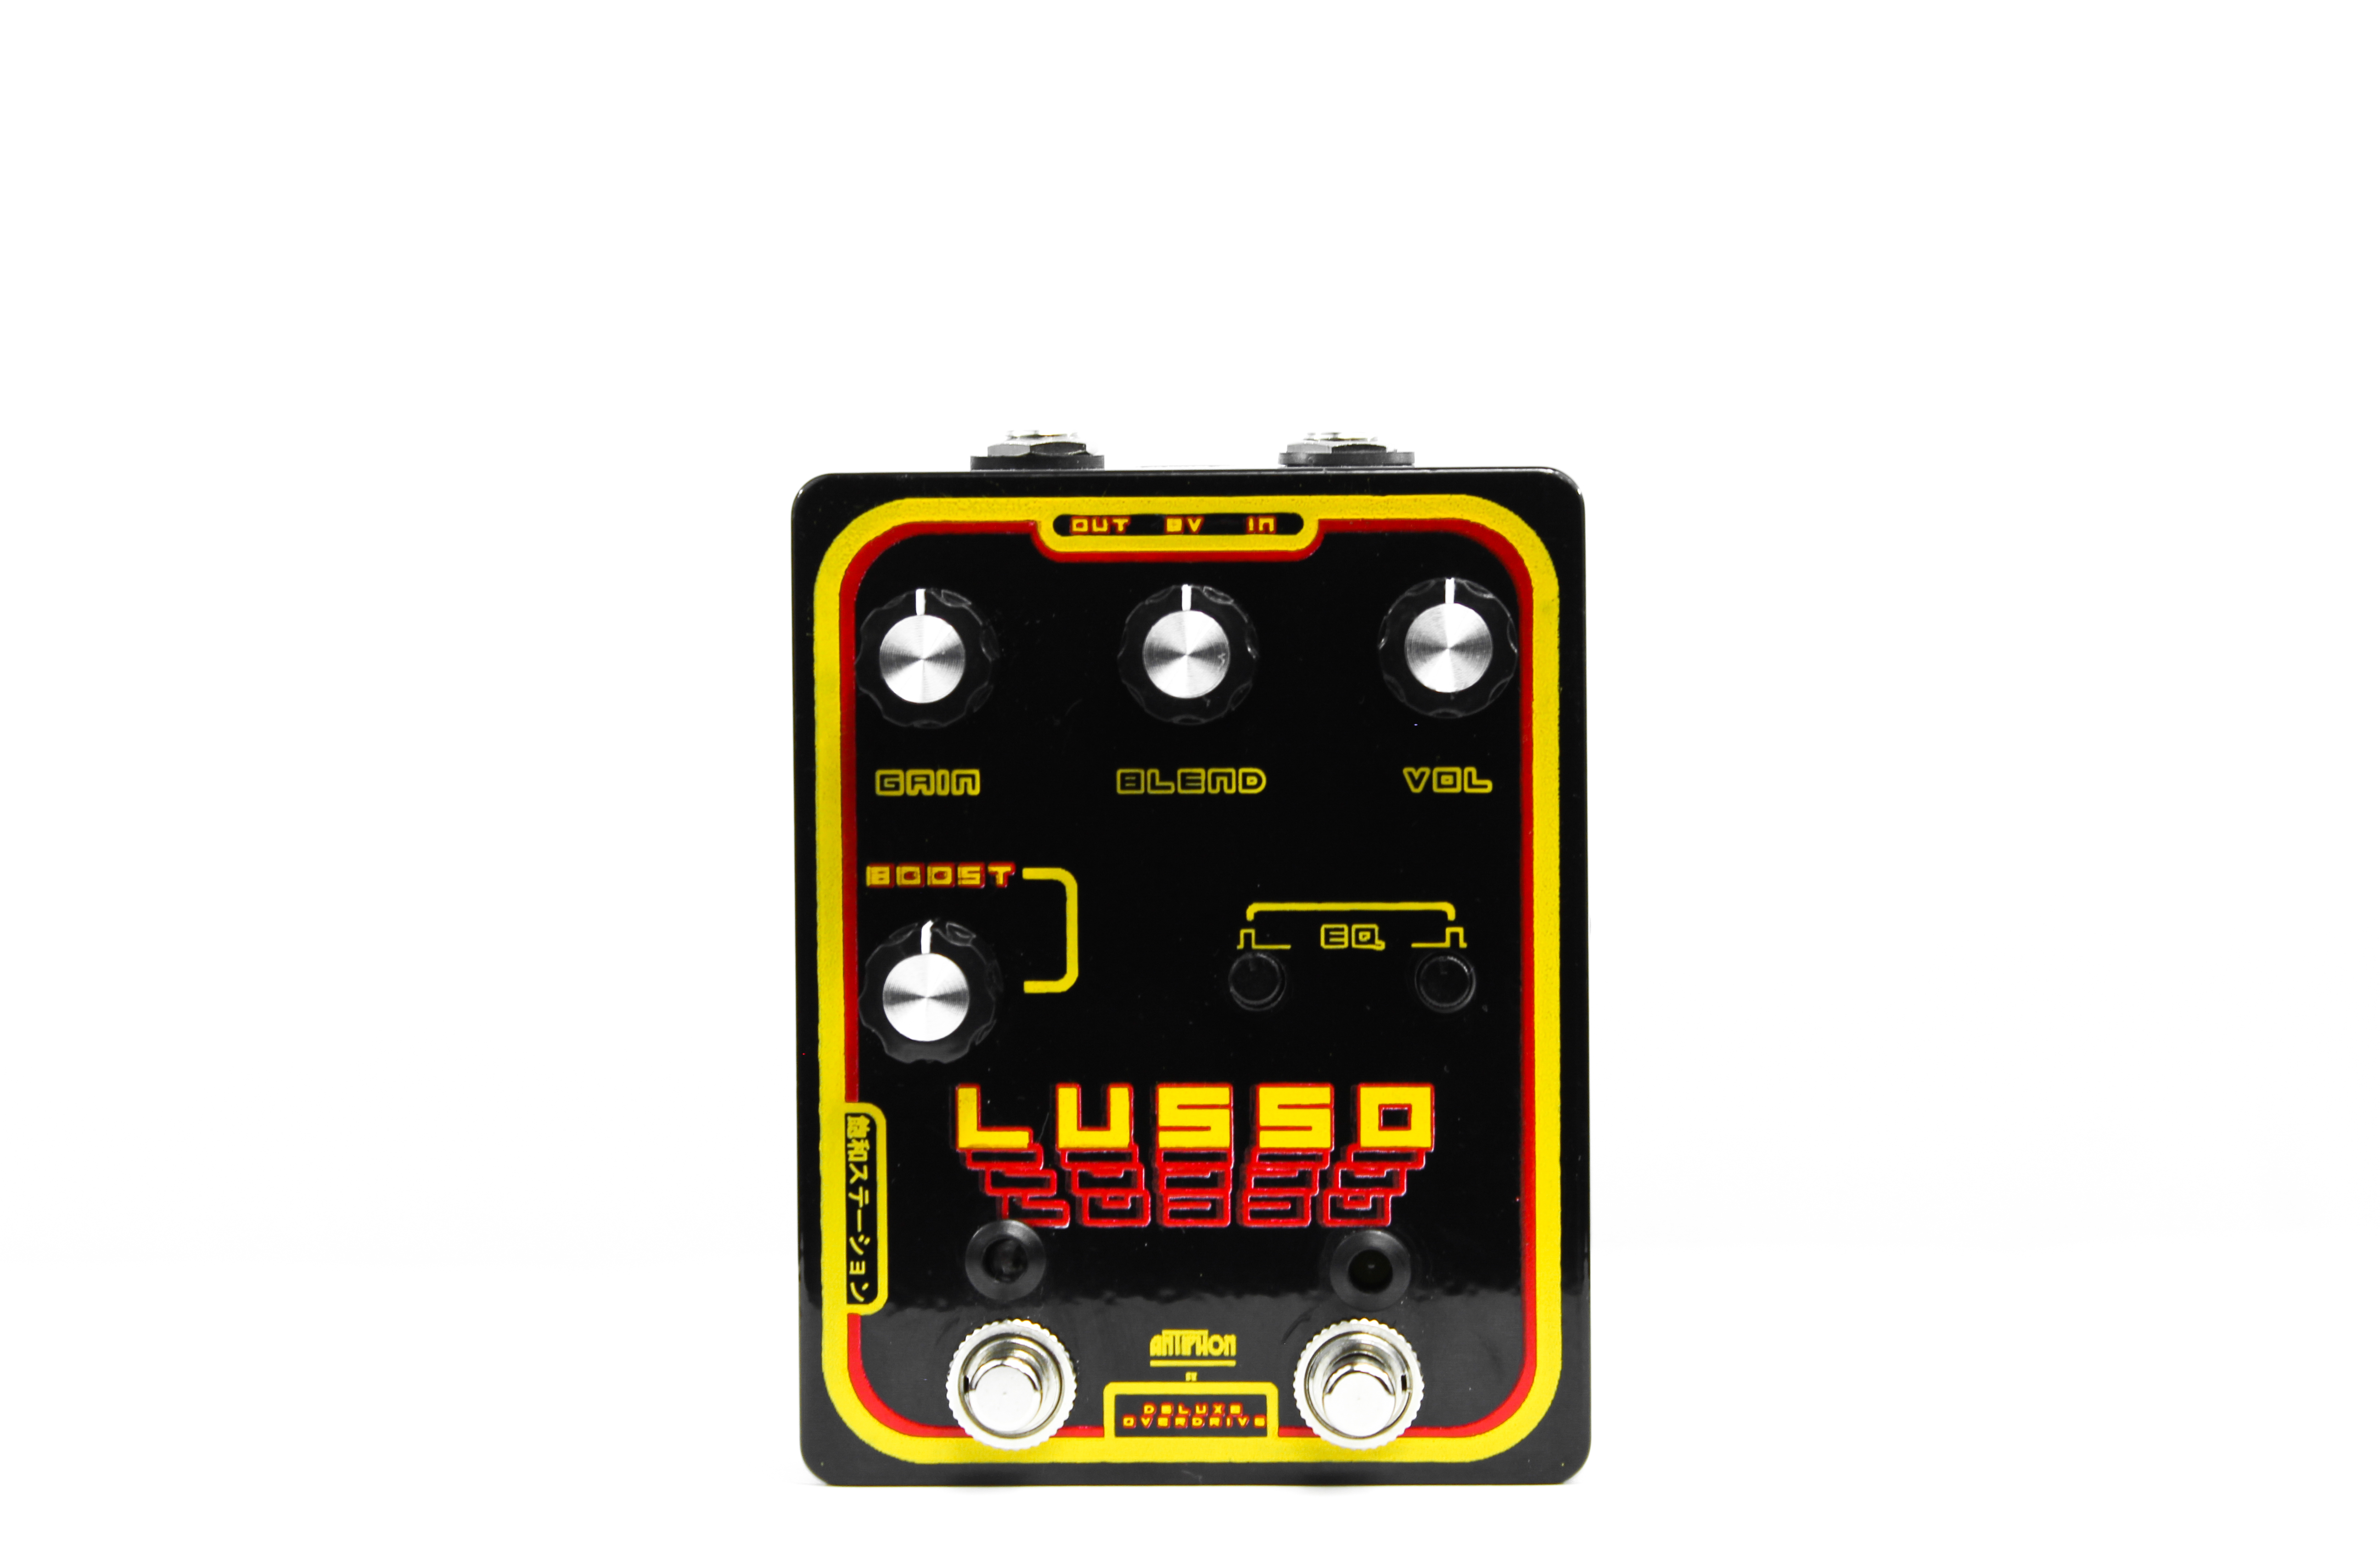 OUT 9V IN
GAIN BLEND VOL
BOOST
EQ
LUSSO
飽和ステーション
ANTIPHON
DELUXE
OVERDRIVE